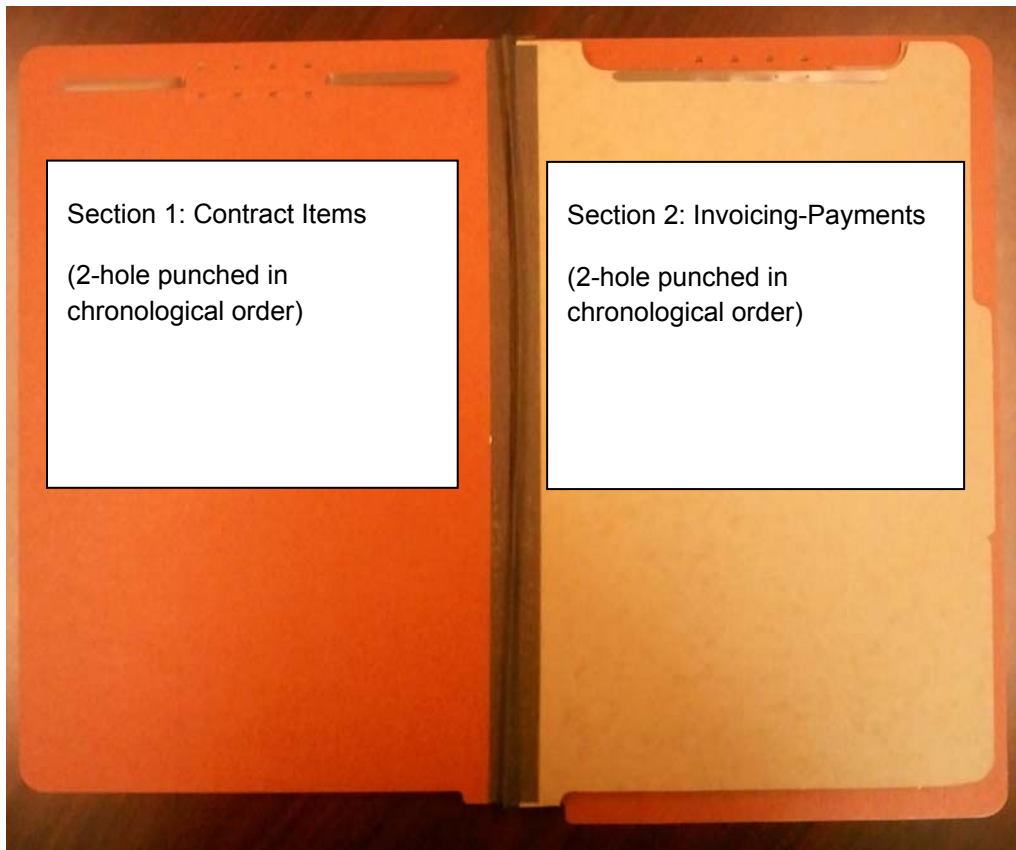 Section 1: Contract Items
(2-hole punched in
chronological order)
Section 2: Invoicing-Payments
(2-hole punched in
chronological order)